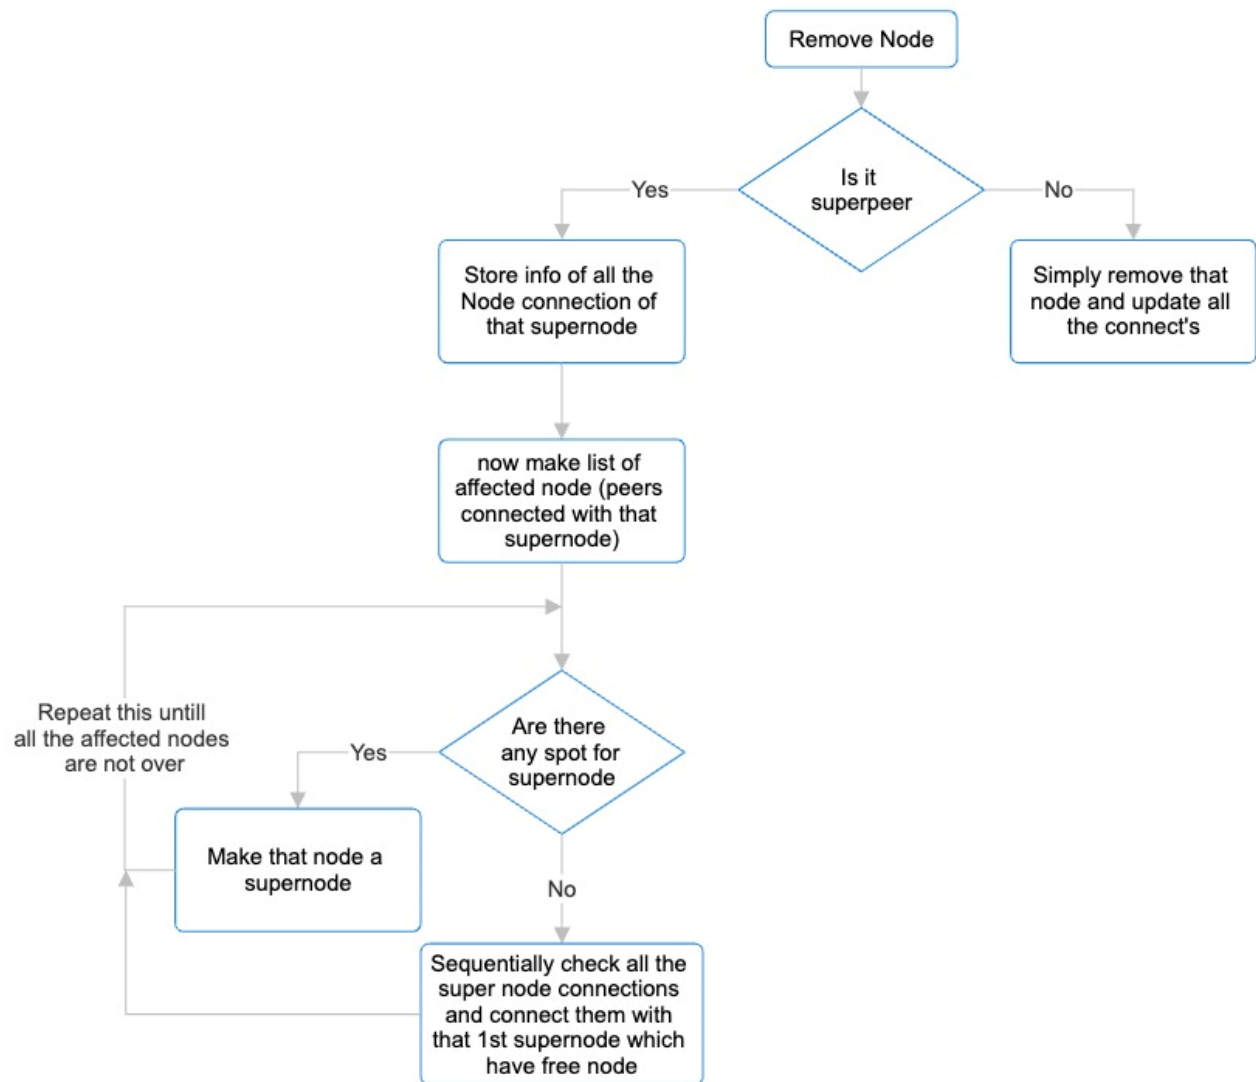 Remove Node
Is it
superpeer
Yes
No
Store info of all the
Node connection of
that supernode
Simply remove that
node and update all
the connect's
now make list of
affected node (peers
connected with that
supernode)
Repeat this untill
all the affected nodes
are not over
Are there
any spot for
supernode
Yes
Make that node a
supernode
No
Sequentially check all the
super node connections
and connect them with
that 1st supernode which
have free node